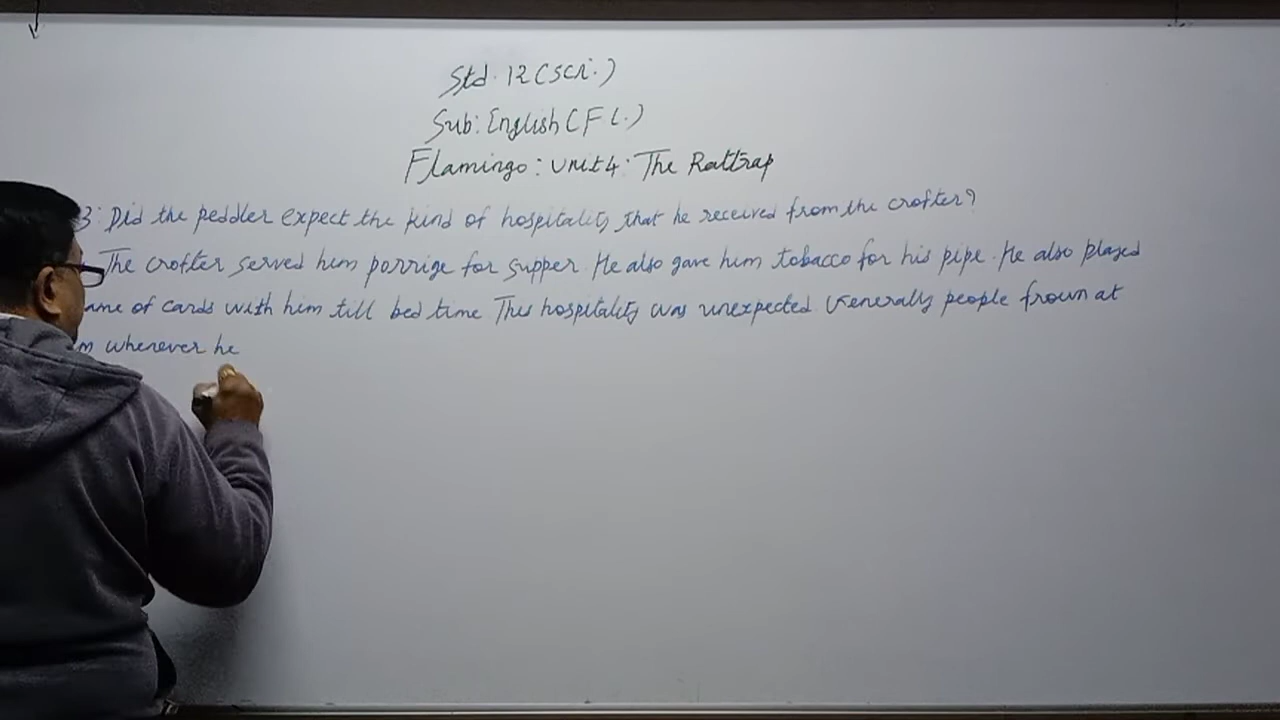 Std. 12 (Sci.)
Sub: English (F L.)
Flamingo: Unit 4: The Rattrap
3: Did the peddler expect the kind of hospitality that he received from the crofter?
The crofter served him porrige for supper. He also gave him tobacco for his pipe. He also played
ame of cards with him till bed time This hospitality was unexpected. Generally people frown at
m whenever he